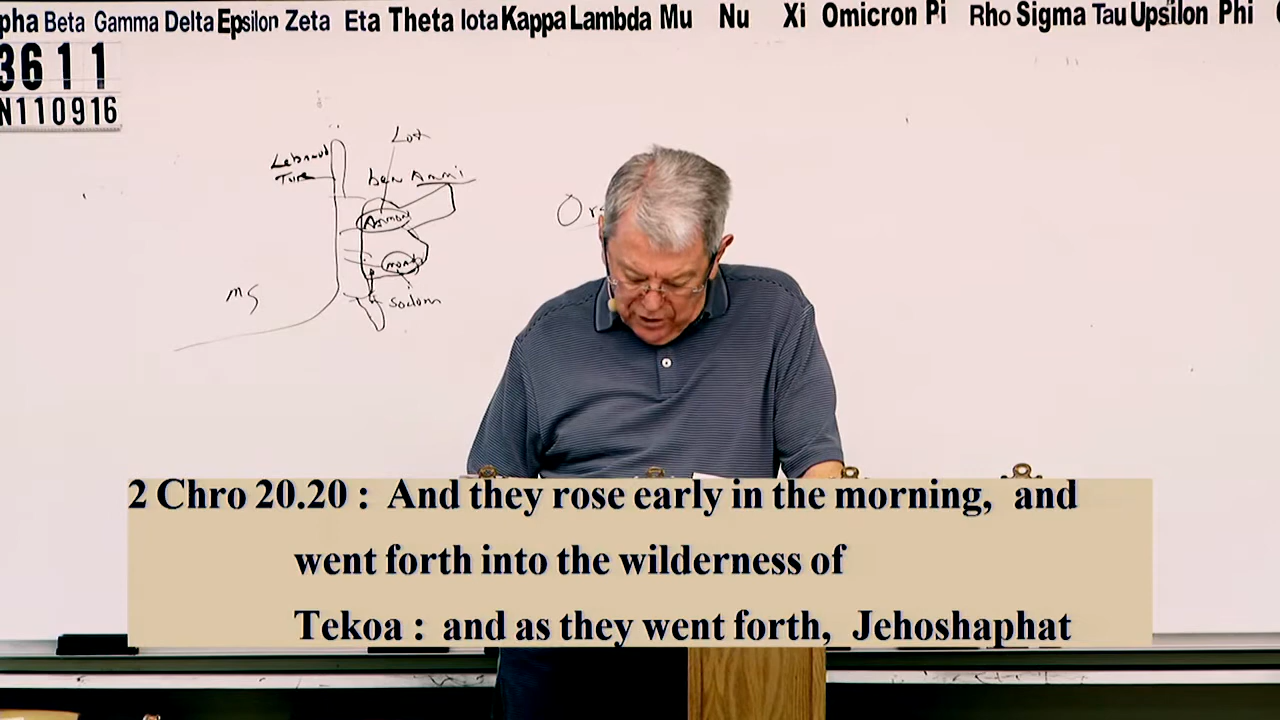 pha Beta Gamma Delta Epsilon Zeta Eta Theta Iota Kappa Lambda Mu Nu Xi Omicron Pi Rho Sigma Tau Upsilon Phi
3611
N110916
Lot
ben Ammi
Ammon
Moab
Sodom
MS
2 Chro 20.20 : And they rose early in the morning, and
went forth into the wilderness of
Tekoa : and as they went forth, Jehoshaphat